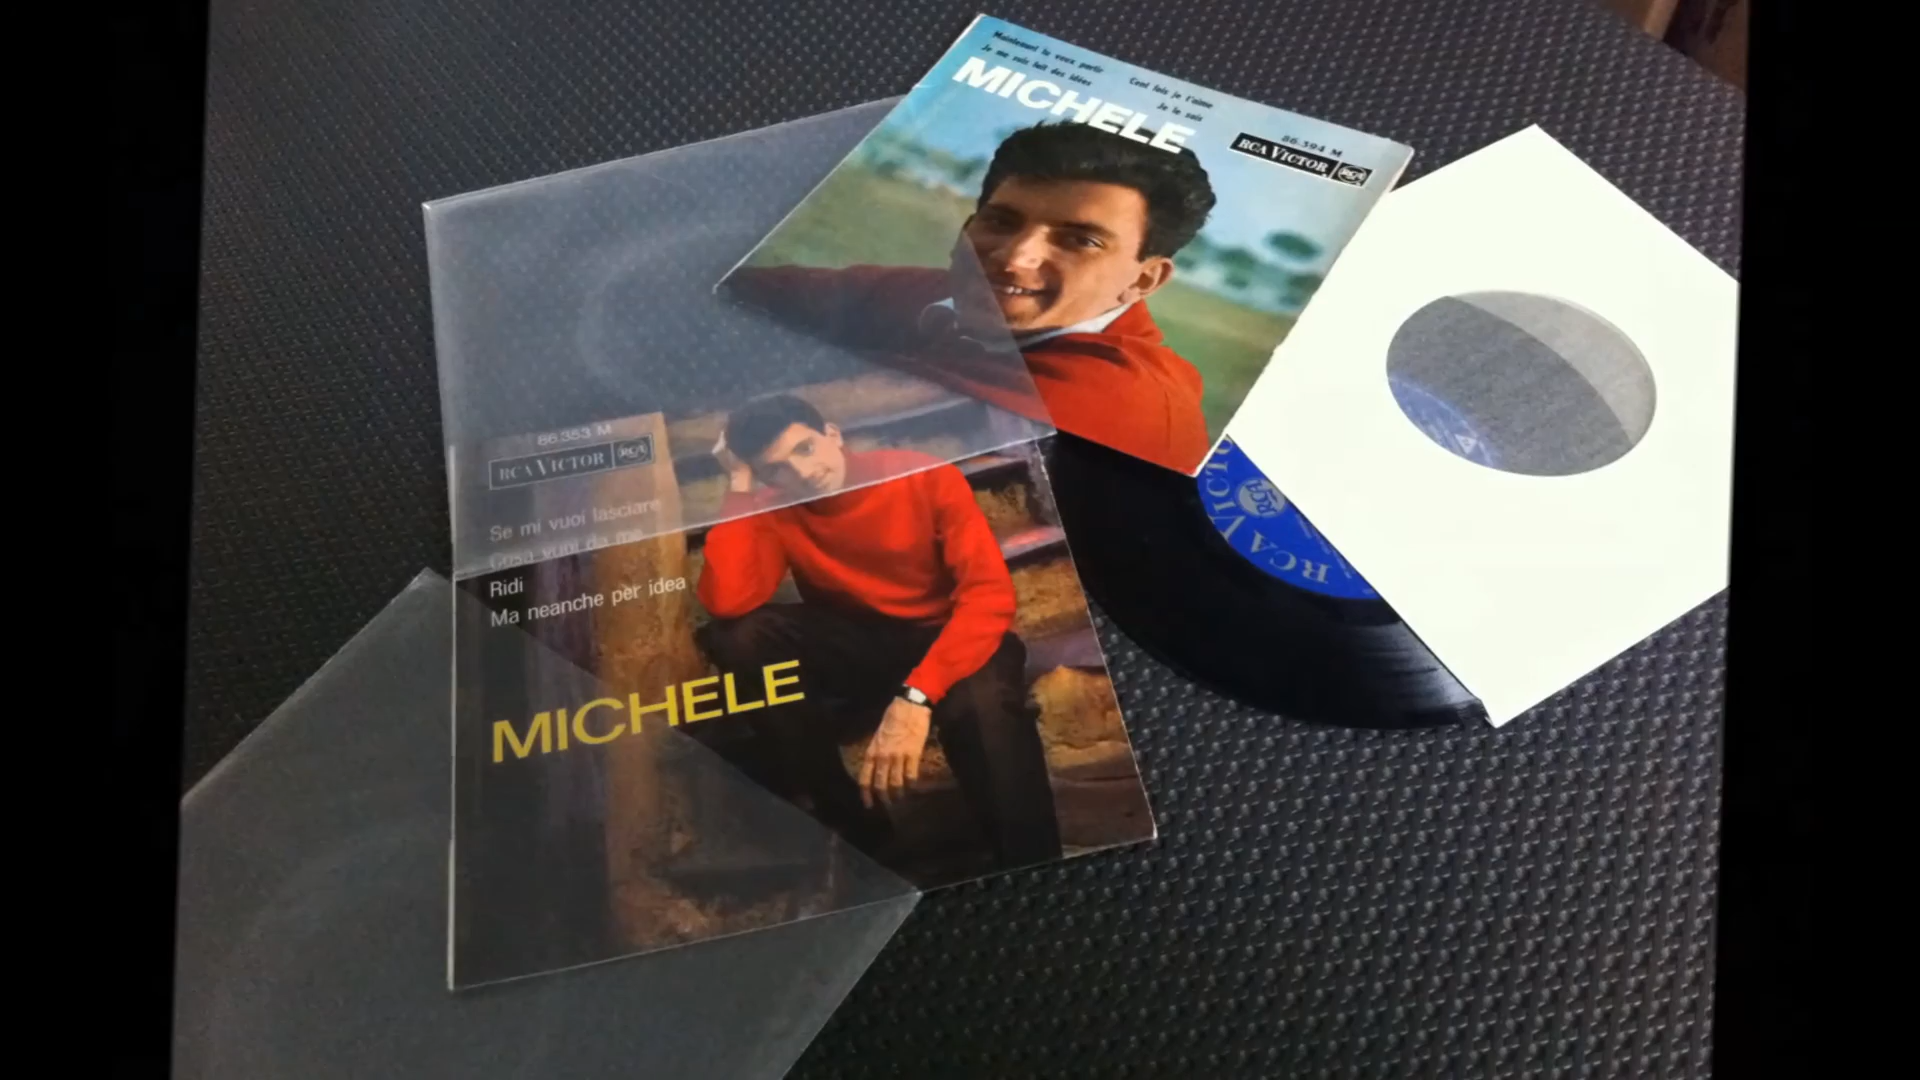 Maintenant tu veux partir
Je me suis fait des idées
Cent fois je t'aime
Je le sais
MICHELE
86.394 M
RCA VICTOR RCA
86.353 M
RCA VICTOR RCA
Se mi vuoi lasciare
Cosa vuoi da me
Ridi
Ma neanche per idea
MICHELE
RCA VICTOR
RCA